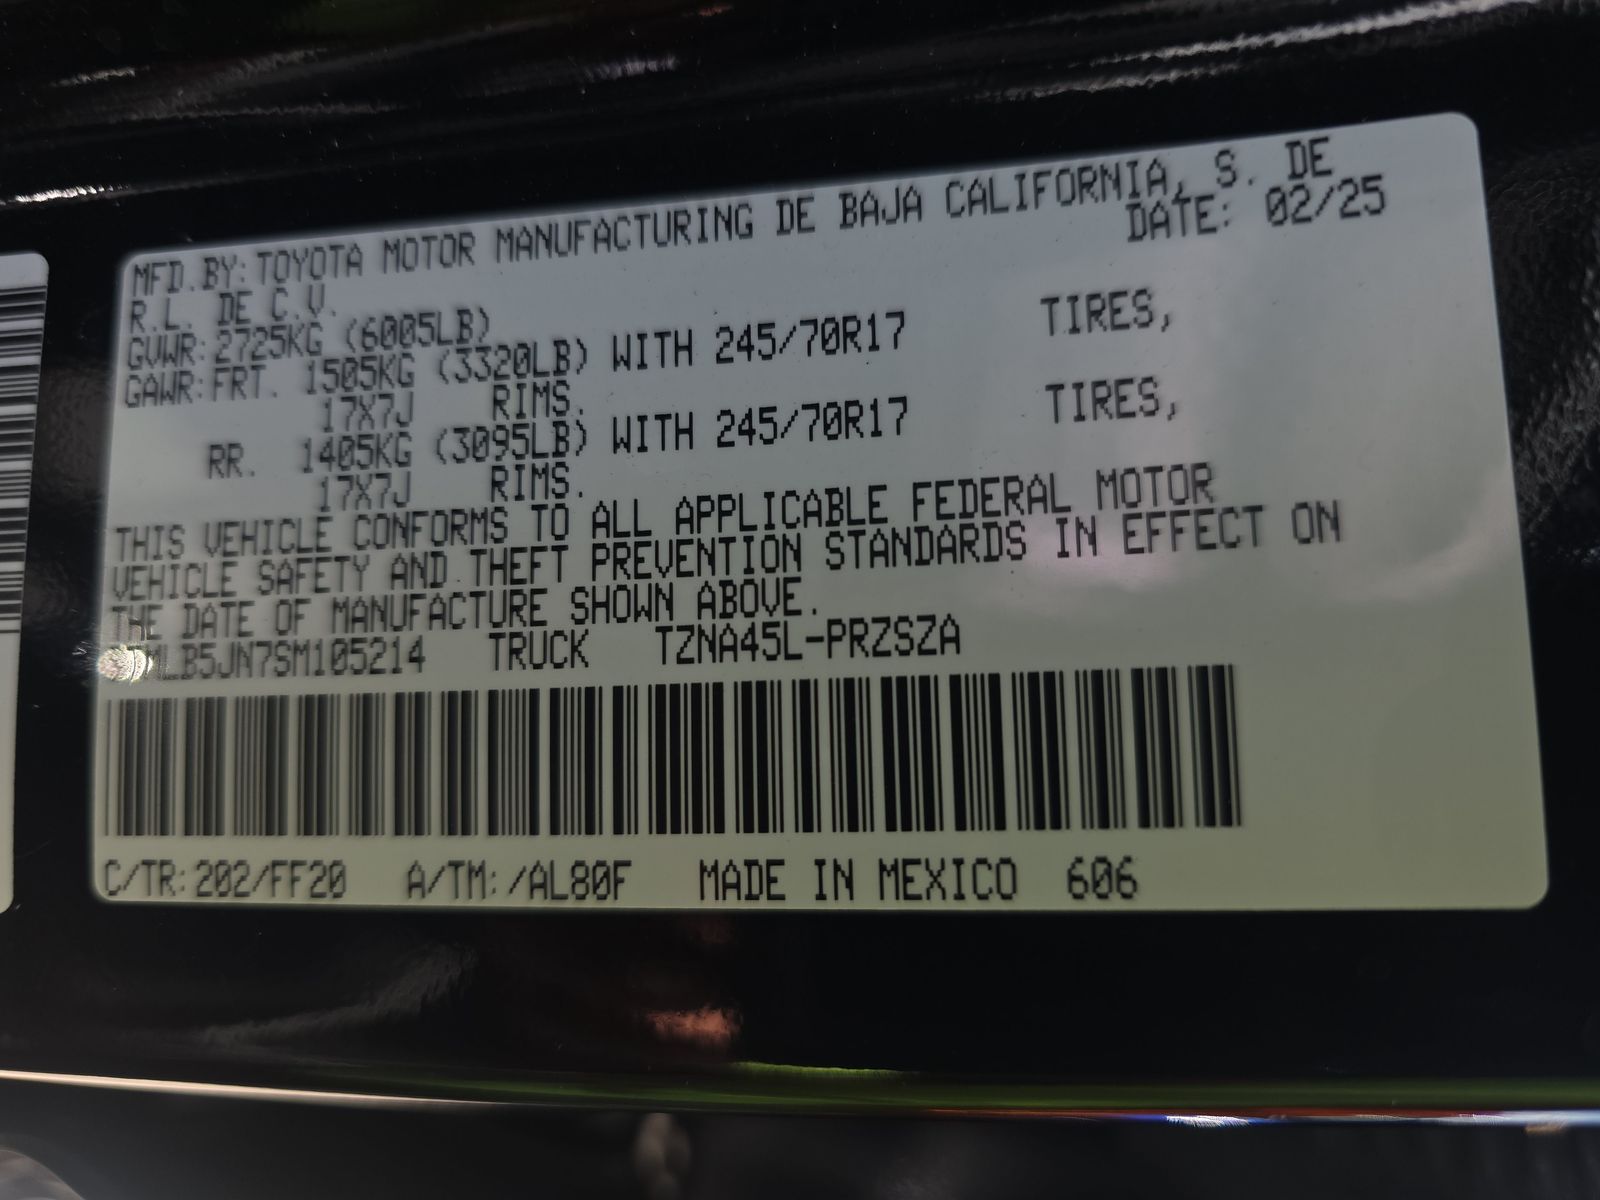 MFD.BY: TOYOTA MOTOR MANUFACTURING DE BAJA CALIFORNIA, S. DE
R.L. DE C.V. DATE: 02/25
GVWR: 2725KG (6005LB)
GAWR: FRT. 1505KG (3320LB) WITH 245/70R17 TIRES,
17X7J RIMS.
RR. 1405KG (3095LB) WITH 245/70R17 TIRES,
17X7J RIMS.
THIS VEHICLE CONFORMS TO ALL APPLICABLE FEDERAL MOTOR
VEHICLE SAFETY AND THEFT PREVENTION STANDARDS IN EFFECT ON
THE DATE OF MANUFACTURE SHOWN ABOVE.
TRUCK TZNA45L-PRZSZA
C/TR: 202/FF20 A/TM: /AL80F MADE IN MEXICO 606